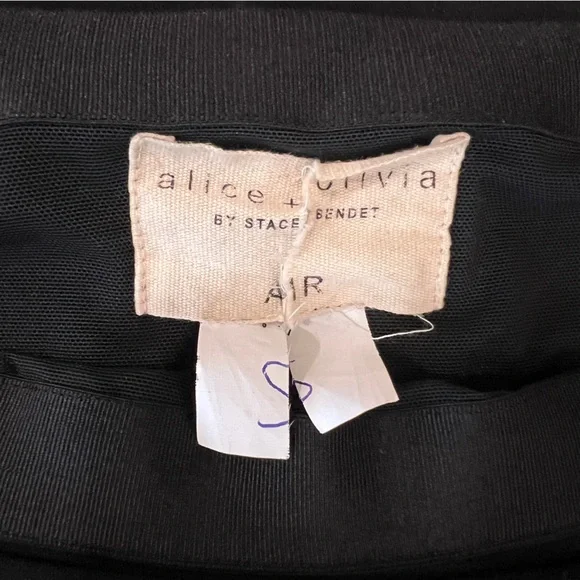 alice + olivia
BY STACEY BENDET
AIR
S